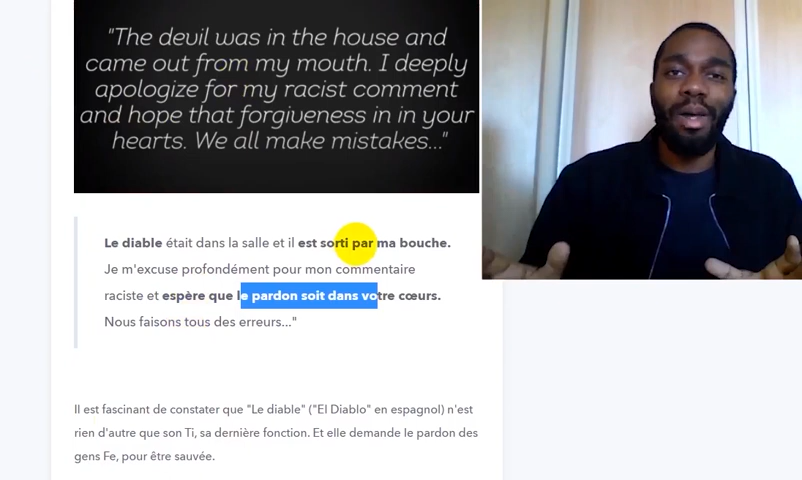 "The devil was in the house and
came out from my mouth. I deeply
apologize for my racist comment
and hope that forgiveness in in your
hearts. We all make mistakes..."
Le diable était dans la salle et il est sorti par ma bouche.
Je m'excuse profondément pour mon commentaire
raciste et espère que le pardon soit dans votre cœurs.
Nous faisons tous des erreurs..."
Il est fascinant de constater que "Le diable" ("El Diablo" en espagnol) n'est
rien d'autre que son Ti, sa dernière fonction. Et elle demande le pardon des
gens Fe, pour être sauvée.